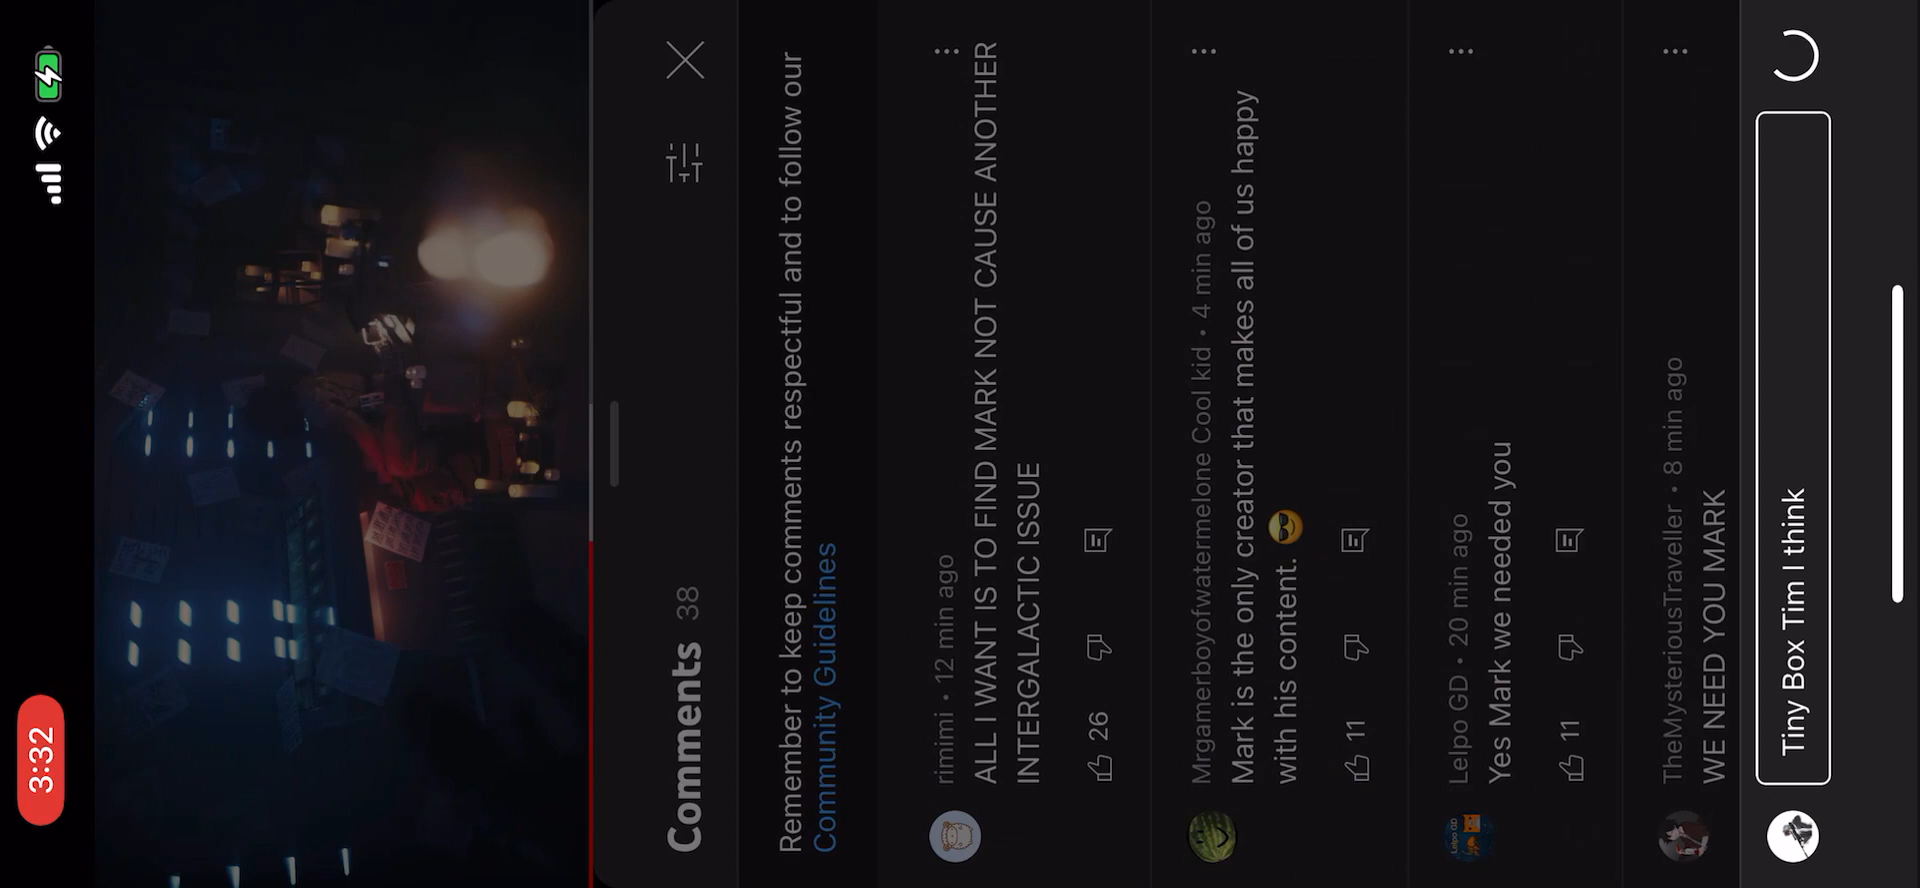 3:32
Comments 38
Remember to keep comments respectful and to follow our
Community Guidelines
rimimi • 12 min ago
ALL I WANT IS TO FIND MARK NOT CAUSE ANOTHER
INTERGALACTIC ISSUE
26
Mrgamerboyofwatermelone Cool kid • 4 min ago
Mark is the only creator that makes all of us happy
with his content. 😎
11
Lelpo GD • 20 min ago
Yes Mark we needed you
11
Lelpo GD
TheMysteriousTraveller • 8 min ago
WE NEED YOU MARK
Tiny Box Tim I think